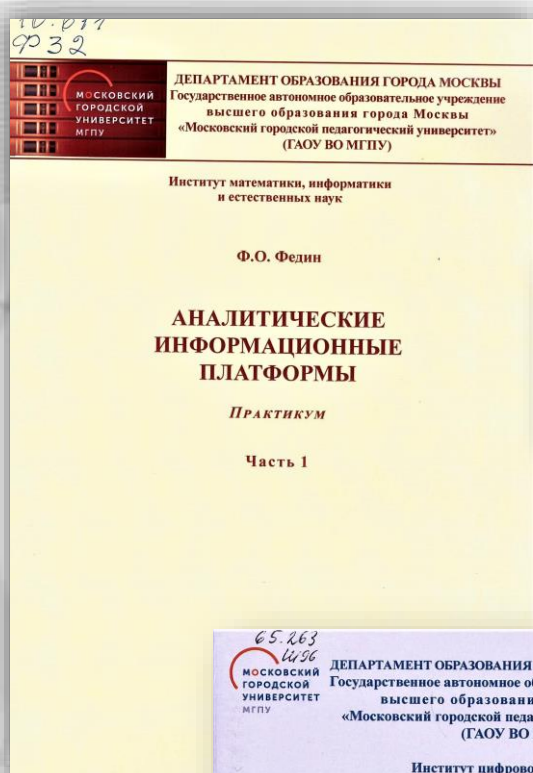 Ф32
МОСКОВСКИЙ
ГОРОДСКОЙ
УНИВЕРСИТЕТ
МГПУ
ДЕПАРТАМЕНТ ОБРАЗОВАНИЯ ГОРОДА МОСКВЫ
Государственное автономное образовательное учреждение
высшего образования города Москвы
«Московский городской педагогический университет»
(ГАОУ ВО МГПУ)
Институт математики, информатики
и естественных наук
Ф.О. Федин
АНАЛИТИЧЕСКИЕ
ИНФОРМАЦИОННЫЕ
ПЛАТФОРМЫ
ПРАКТИКУМ
Часть 1
65.263
Ш96
МОСКОВСКИЙ
ГОРОДСКОЙ
УНИВЕРСИТЕТ
МГПУ
ДЕПАРТАМЕНТ ОБРАЗОВАНИЯ
Государственное автономное об
высшего образовани
«Московский городской педа
(ГАОУ ВО
Институт цифрово